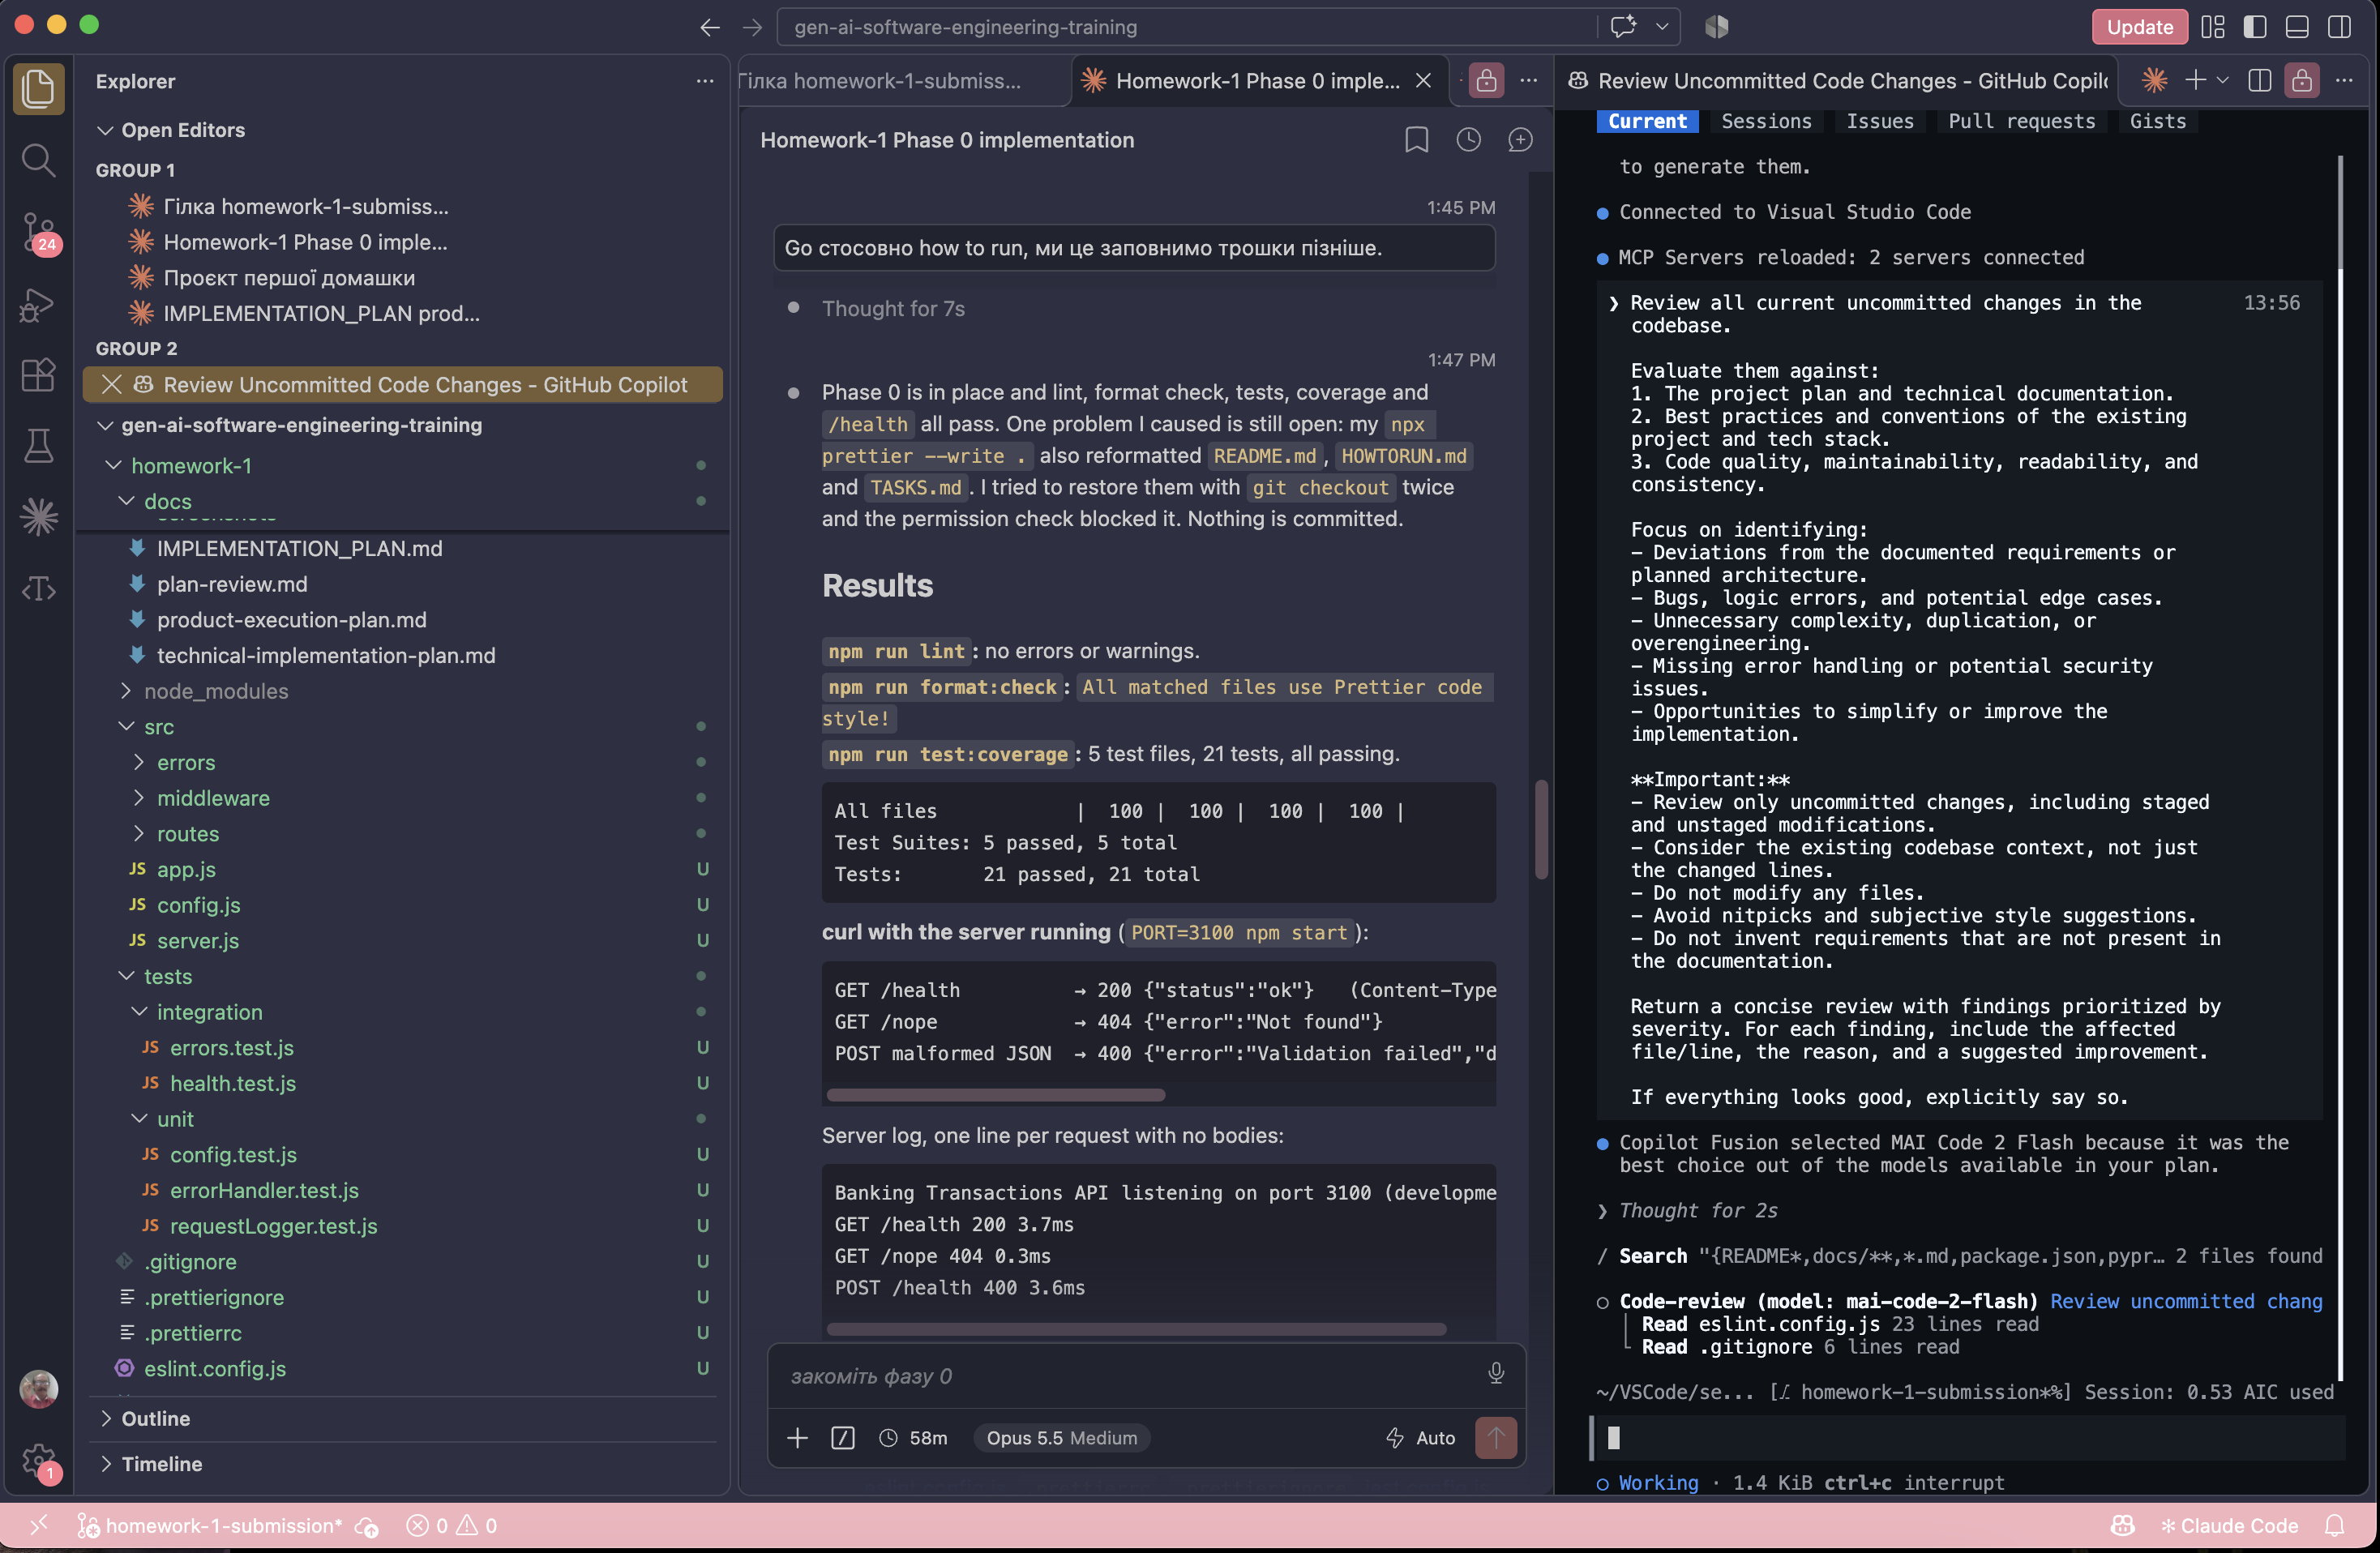 gen-ai-software-engineering-training
Update
Explorer
Open Editors
GROUP 1
Гілка homework-1-submiss...
Homework-1 Phase 0 imple...
Проєкт першої домашки
IMPLEMENTATION_PLAN prod...
GROUP 2
Review Uncommitted Code Changes - GitHub Copilot
gen-ai-software-engineering-training
homework-1
docs
IMPLEMENTATION_PLAN.md
plan-review.md
product-execution-plan.md
technical-implementation-plan.md
node_modules
src
errors
middleware
routes
JS app.js U
JS config.js U
JS server.js U
tests
integration
JS errors.test.js U
JS health.test.js U
unit
JS config.test.js U
JS errorHandler.test.js U
JS requestLogger.test.js U
.gitignore U
.prettierignore U
.prettierrc U
eslint.config.js U
Outline
Timeline
24
1
Гілка homework-1-submiss...
Homework-1 Phase 0 imple...
Homework-1 Phase 0 implementation
1:45 PM
Go стосовно how to run, ми це заповнимо трошки пізніше.
Thought for 7s
1:47 PM
Phase 0 is in place and lint, format check, tests, coverage and
/health all pass. One problem I caused is still open: my npx
prettier --write . also reformatted README.md, HOWTORUN.md
and TASKS.md. I tried to restore them with git checkout twice
and the permission check blocked it. Nothing is committed.
Results
npm run lint: no errors or warnings.
npm run format:check: All matched files use Prettier code
style!
npm run test:coverage: 5 test files, 21 tests, all passing.
All files | 100 | 100 | 100 | 100 |
Test Suites: 5 passed, 5 total
Tests: 21 passed, 21 total
curl with the server running (PORT=3100 npm start):
GET /health → 200 {"status":"ok"} (Content-Type
GET /nope → 404 {"error":"Not found"}
POST malformed JSON → 400 {"error":"Validation failed","d
Server log, one line per request with no bodies:
Banking Transactions API listening on port 3100 (developme
GET /health 200 3.7ms
GET /nope 404 0.3ms
POST /health 400 3.6ms
закоміть фазу 0
58m Opus 5.5 Medium Auto
Review Uncommitted Code Changes - GitHub Copil
Current Sessions Issues Pull requests Gists
to generate them.
Connected to Visual Studio Code
MCP Servers reloaded: 2 servers connected
❯ Review all current uncommitted changes in the 13:56
codebase.
Evaluate them against:
1. The project plan and technical documentation.
2. Best practices and conventions of the existing
project and tech stack.
3. Code quality, maintainability, readability, and
consistency.
Focus on identifying:
- Deviations from the documented requirements or
planned architecture.
- Bugs, logic errors, and potential edge cases.
- Unnecessary complexity, duplication, or
overengineering.
- Missing error handling or potential security
issues.
- Opportunities to simplify or improve the
implementation.
**Important:**
- Review only uncommitted changes, including staged
and unstaged modifications.
- Consider the existing codebase context, not just
the changed lines.
- Do not modify any files.
- Avoid nitpicks and subjective style suggestions.
- Do not invent requirements that are not present in
the documentation.
Return a concise review with findings prioritized by
severity. For each finding, include the affected
file/line, the reason, and a suggested improvement.
If everything looks good, explicitly say so.
Copilot Fusion selected MAI Code 2 Flash because it was the
best choice out of the models available in your plan.
❯ Thought for 2s
/ Search "{README*,docs/**,*.md,package.json,pypr… 2 files found
Code-review (model: mai-code-2-flash) Review uncommitted chang
Read eslint.config.js 23 lines read
Read .gitignore 6 lines read
~/VSCode/se... [⎇ homework-1-submission*%] Session: 0.53 AIC used
Working · 1.4 KiB ctrl+c interrupt
homework-1-submission* 0 0
Claude Code